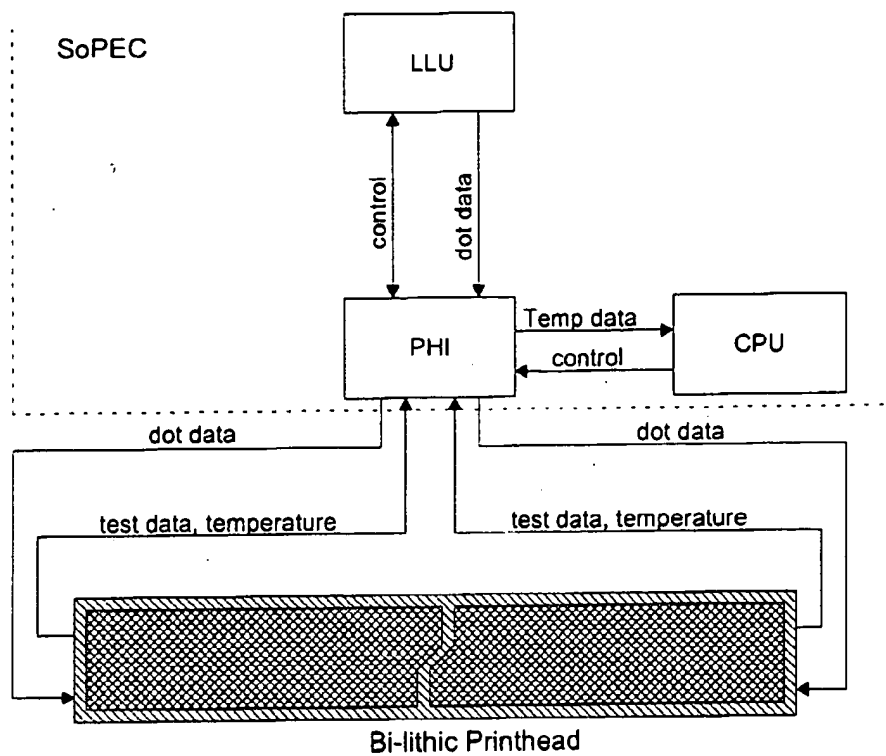 SoPEC
LLU
control
dot data
PHI
Temp data
control
CPU
dot data
dot data
test data, temperature
test data, temperature
Bi-lithic Printhead